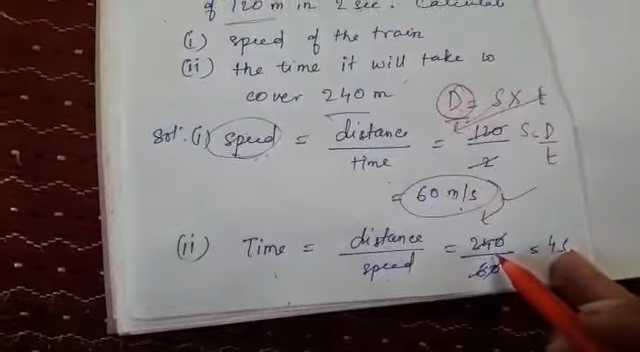 of 120 m in 2 sec. Calculate
(i) speed of the train
(ii) the time it will take to
cover 240 m
D = S × t
Sol. (i) speed = distance / time = 120 / 2 S = D / t
= 60 m/s
(ii) Time = distance / speed = 240 / 60 = 4s